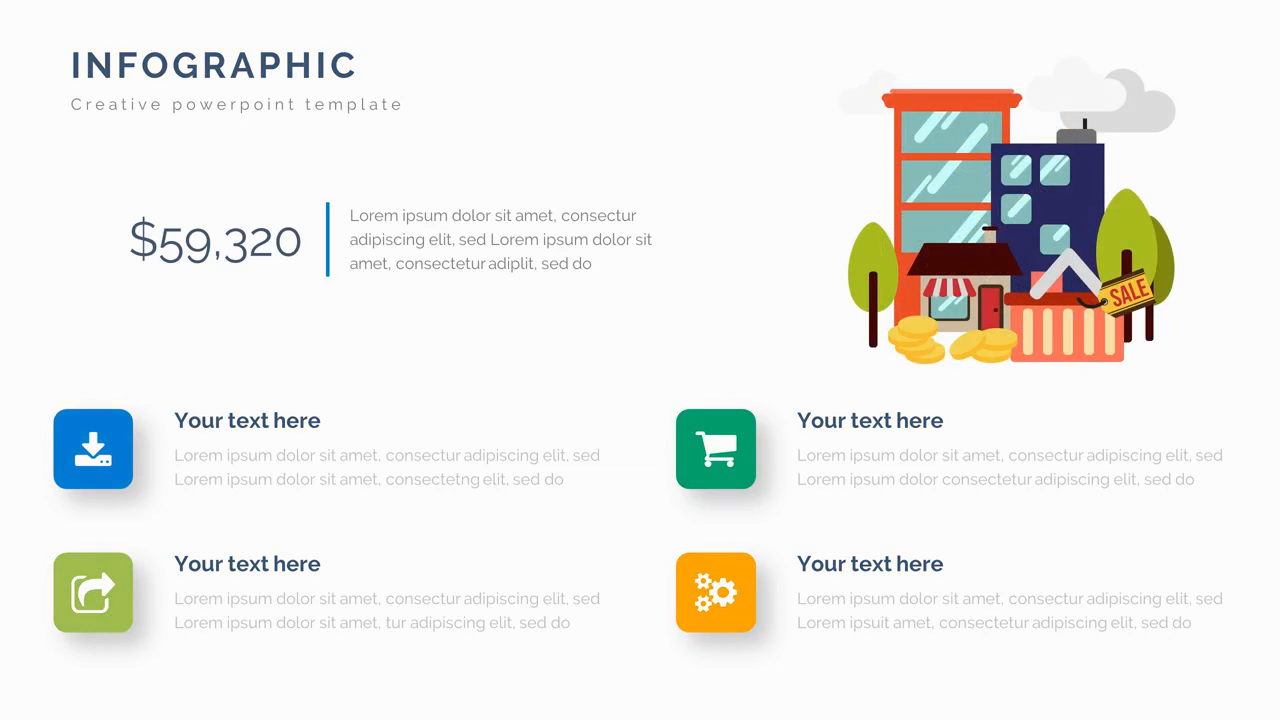 INFOGRAPHIC
Creative powerpoint template
$59,320
Lorem ipsum dolor sit amet, consectur
adipiscing elit, sed Lorem ipsum dolor sit
amet, consectetur adiplit, sed do
SALE
Your text here
Lorem ipsum dolor sit amet, consectur adipiscing elit, sed
Lorem ipsum dolor sit amet, consectetng elit, sed do
Your text here
Lorem ipsum dolor sit amet, consectur adipiscing elit, sed
Lorem ipsum dolor consectetur adipiscing elit, sed do
Your text here
Lorem ipsum dolor sit amet, consectur adipiscing elit, sed
Lorem ipsum dolor sit amet, tur adipiscing elit, sed do
Your text here
Lorem ipsum dolor sit amet, consectur adipiscing elit, sed
Lorem ipsuit amet, consectetur adipiscing elit, sed do